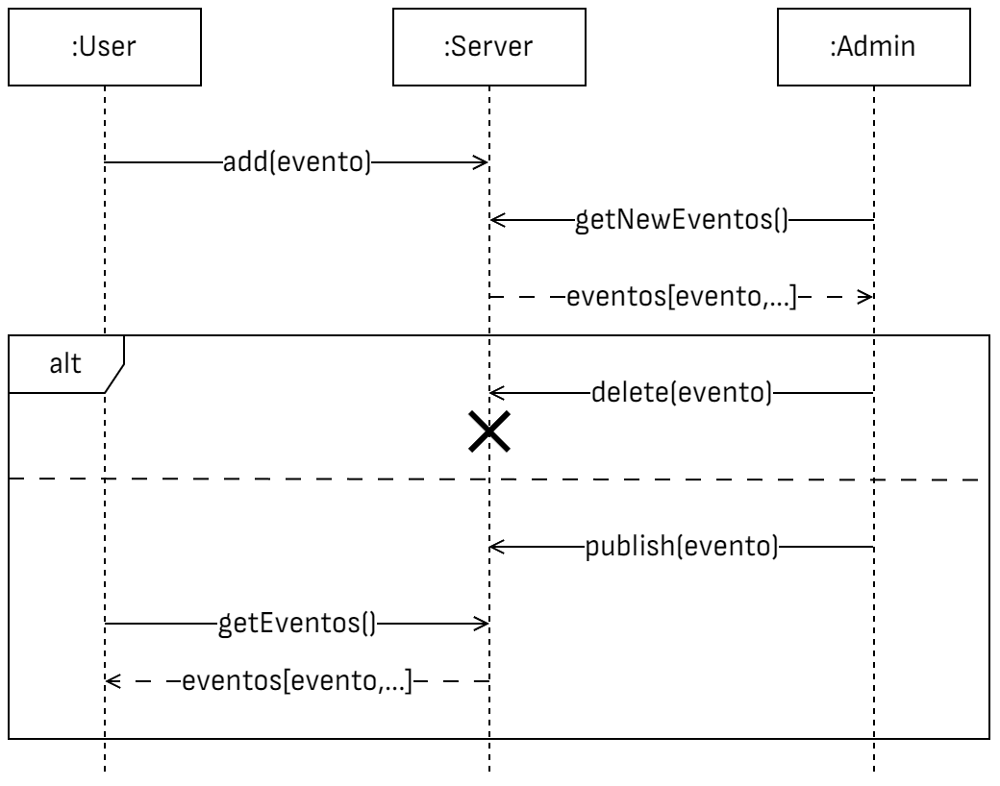 :User
:Server
:Admin
add(evento)
getNewEventos()
eventos[evento,...]
alt
delete(evento)
publish(evento)
getEventos()
eventos[evento,...]